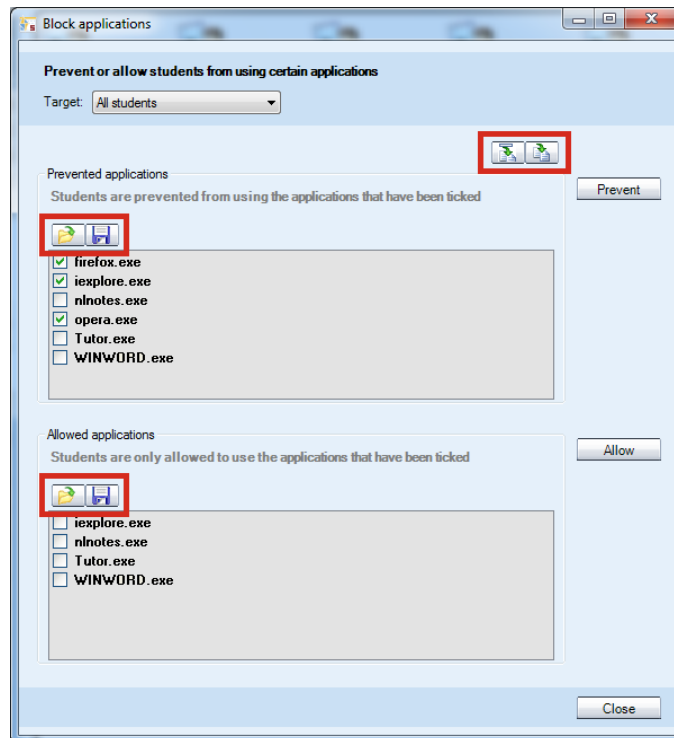 Block applications
Prevent or allow students from using certain applications
Target: All students
Prevented applications
Students are prevented from using the applications that have been ticked
Prevent
firefox.exe
iexplore.exe
nlnotes.exe
opera.exe
Tutor.exe
WINWORD.exe
Allowed applications
Students are only allowed to use the applications that have been ticked
Allow
iexplore.exe
nlnotes.exe
Tutor.exe
WINWORD.exe
Close